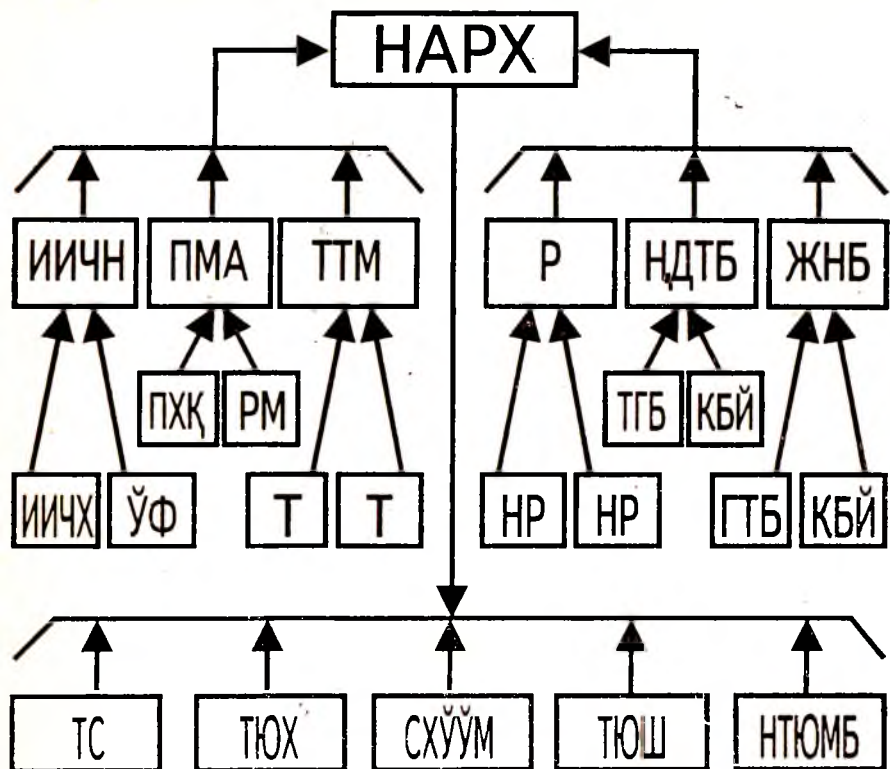 НАРХ
ИИЧН ПМА ТТМ Р НДТБ ЖНБ
ПХҚ РМ ТГБ КБЙ
ИИЧХ ЎФ Т Т НР НР ГТБ КБЙ
ТС ТЮХ СХЎЎМ ТЮШ НТЮМБ